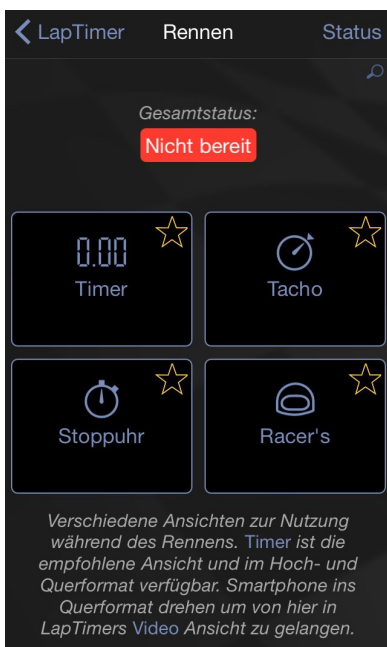 LapTimer Rennen Status
Gesamtstatus:
Nicht bereit
0.00
Timer
Tacho
Stoppuhr
Racer's
Verschiedene Ansichten zur Nutzung
während des Rennens. Timer ist die
empfohlene Ansicht und im Hoch- und
Querformat verfügbar. Smartphone ins
Querformat drehen um von hier in
LapTimers Video Ansicht zu gelangen.